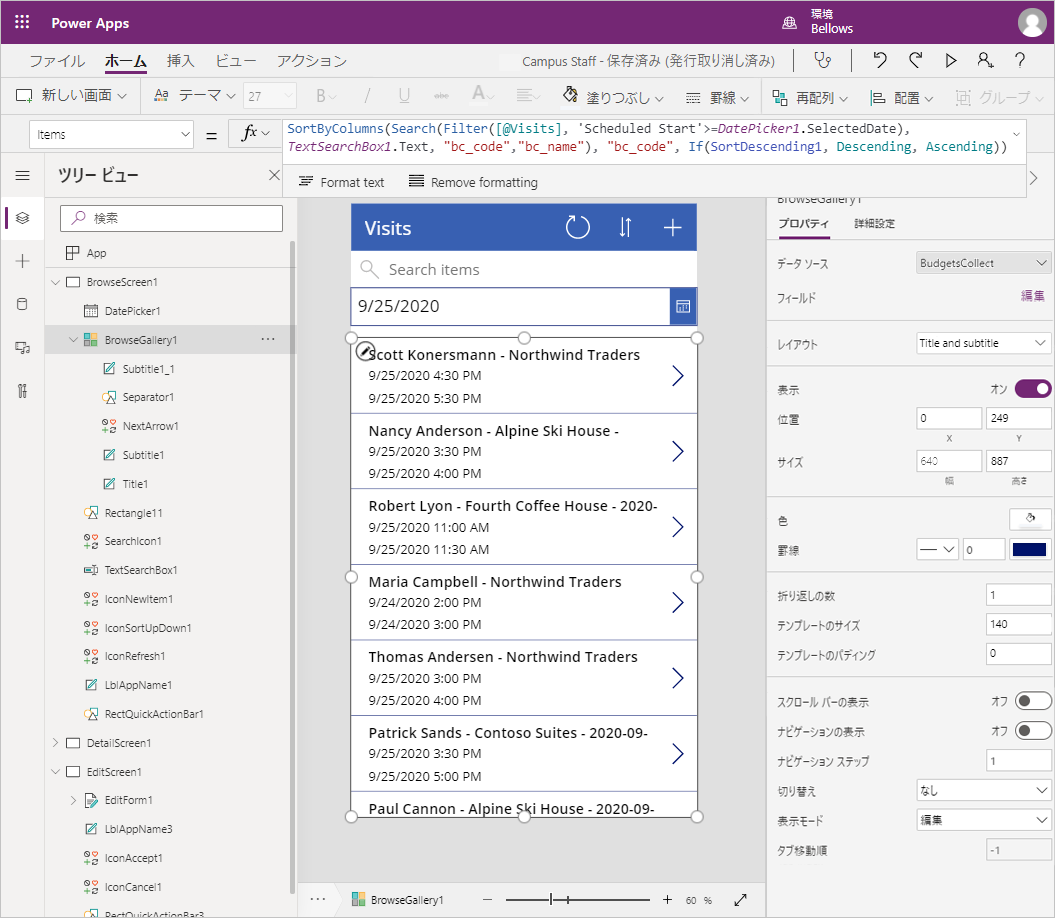 Power Apps
環境
Bellows
ファイル ホーム 挿入 ビュー アクション
Campus Staff - 保存済み (発行取り消し済み)
新しい画面 テーマ 27 B / U abc A 塗りつぶし 罫線 再配列 配置 グループ
Items = fx
SortByColumns(Search(Filter([@Visits], 'Scheduled Start'>=DatePicker1.SelectedDate),
TextSearchBox1.Text, "bc_code","bc_name"), "bc_code", If(SortDescending1, Descending, Ascending))
Format text Remove formatting
ツリー ビュー
検索
App
BrowseScreen1
DatePicker1
BrowseGallery1
Subtitle1_1
Separator1
NextArrow1
Subtitle1
Title1
Rectangle11
SearchIcon1
TextSearchBox1
IconNewItem1
IconSortUpDown1
IconRefresh1
LblAppName1
RectQuickActionBar1
DetailScreen1
EditScreen1
EditForm1
LblAppName3
IconAccept1
IconCancel1
RectQuickActionBar3
Visits
Search items
9/25/2020
Scott Konersmann - Northwind Traders
9/25/2020 4:30 PM
9/25/2020 5:30 PM
Nancy Anderson - Alpine Ski House -
9/25/2020 3:30 PM
9/25/2020 4:00 PM
Robert Lyon - Fourth Coffee House - 2020-
9/25/2020 11:00 AM
9/25/2020 11:30 AM
Maria Campbell - Northwind Traders
9/24/2020 2:00 PM
9/24/2020 3:00 PM
Thomas Andersen - Northwind Traders
9/25/2020 3:00 PM
9/25/2020 4:00 PM
Patrick Sands - Contoso Suites - 2020-09-
9/25/2020 3:30 PM
9/25/2020 5:00 PM
Paul Cannon - Alpine Ski House - 2020-09-
BrowseGallery1
60 %
BrowseGallery1
プロパティ 詳細設定
データ ソース BudgetsCollect
フィールド 編集
レイアウト Title and subtitle
表示 オン
位置 0 249
X Y
サイズ 640 887
幅 高さ
色
罫線 0
折り返しの数 1
テンプレートのサイズ 140
テンプレートのパディング 0
スクロール バーの表示 オフ
ナビゲーションの表示 オフ
ナビゲーション ステップ 1
切り替え なし
表示モード 編集
タブ移動順 -1